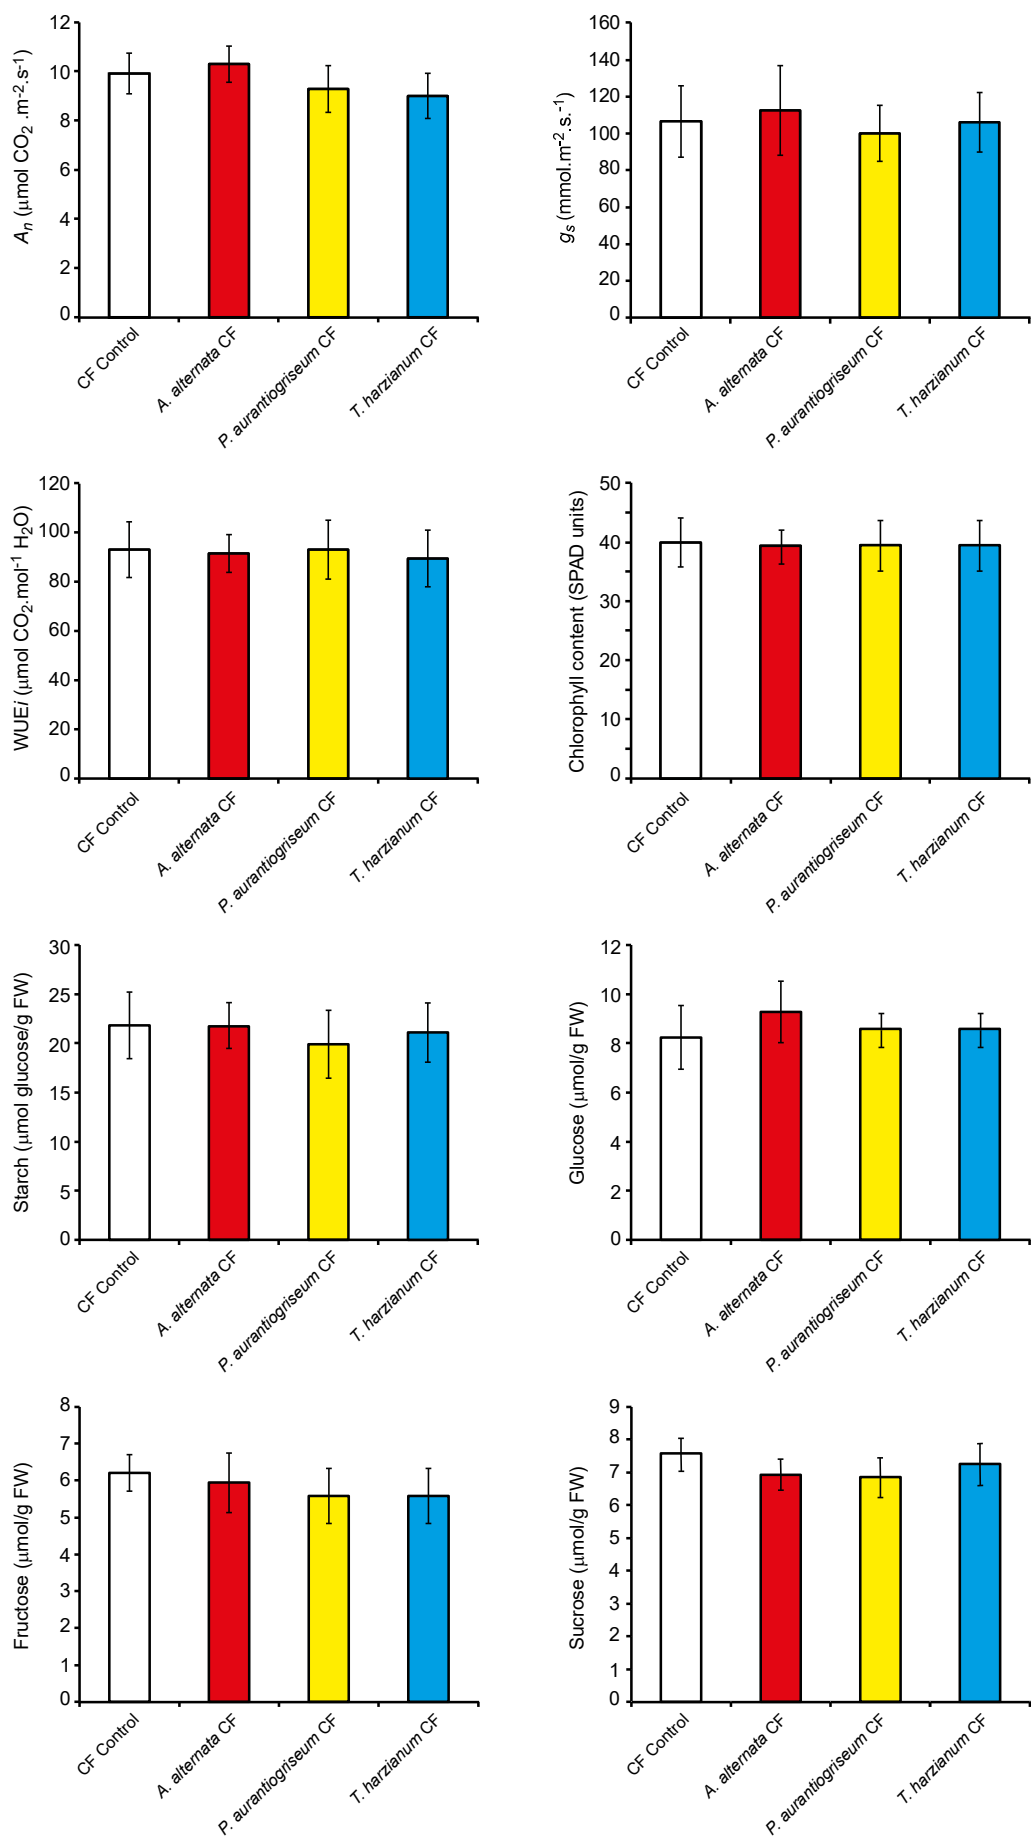 12
10
8
6
4
2
0
An (μmol CO2 .m-2.s-1)
CF Control
A. alternata CF
P. aurantiogriseum CF
T. harzianum CF
160
140
120
100
80
60
40
20
0
gs (mmol.m-2.s.-1)
CF Control
A. alternata CF
P. aurantiogriseum CF
T. harzianum CF
120
100
80
60
40
20
0
WUEi (μmol CO2.mol-1 H2O)
CF Control
A. alternata CF
P. aurantiogriseum CF
T. harzianum CF
50
40
30
20
10
0
Chlorophyll content (SPAD units)
CF Control
A. alternata CF
P. aurantiogriseum CF
T. harzianum CF
30
25
20
15
10
5
0
Starch (μmol glucose/g FW)
CF Control
A. alternata CF
P. aurantiogriseum CF
T. harzianum CF
12
10
8
6
4
2
0
Glucose (μmol/g FW)
CF Control
A. alternata CF
P. aurantiogriseum CF
T. harzianum CF
8
7
6
5
4
3
2
1
0
Fructose (μmol/g FW)
CF Control
A. alternata CF
P. aurantiogriseum CF
T. harzianum CF
9
8
7
6
5
4
3
2
1
0
Sucrose (μmol/g FW)
CF Control
A. alternata CF
P. aurantiogriseum CF
T. harzianum CF